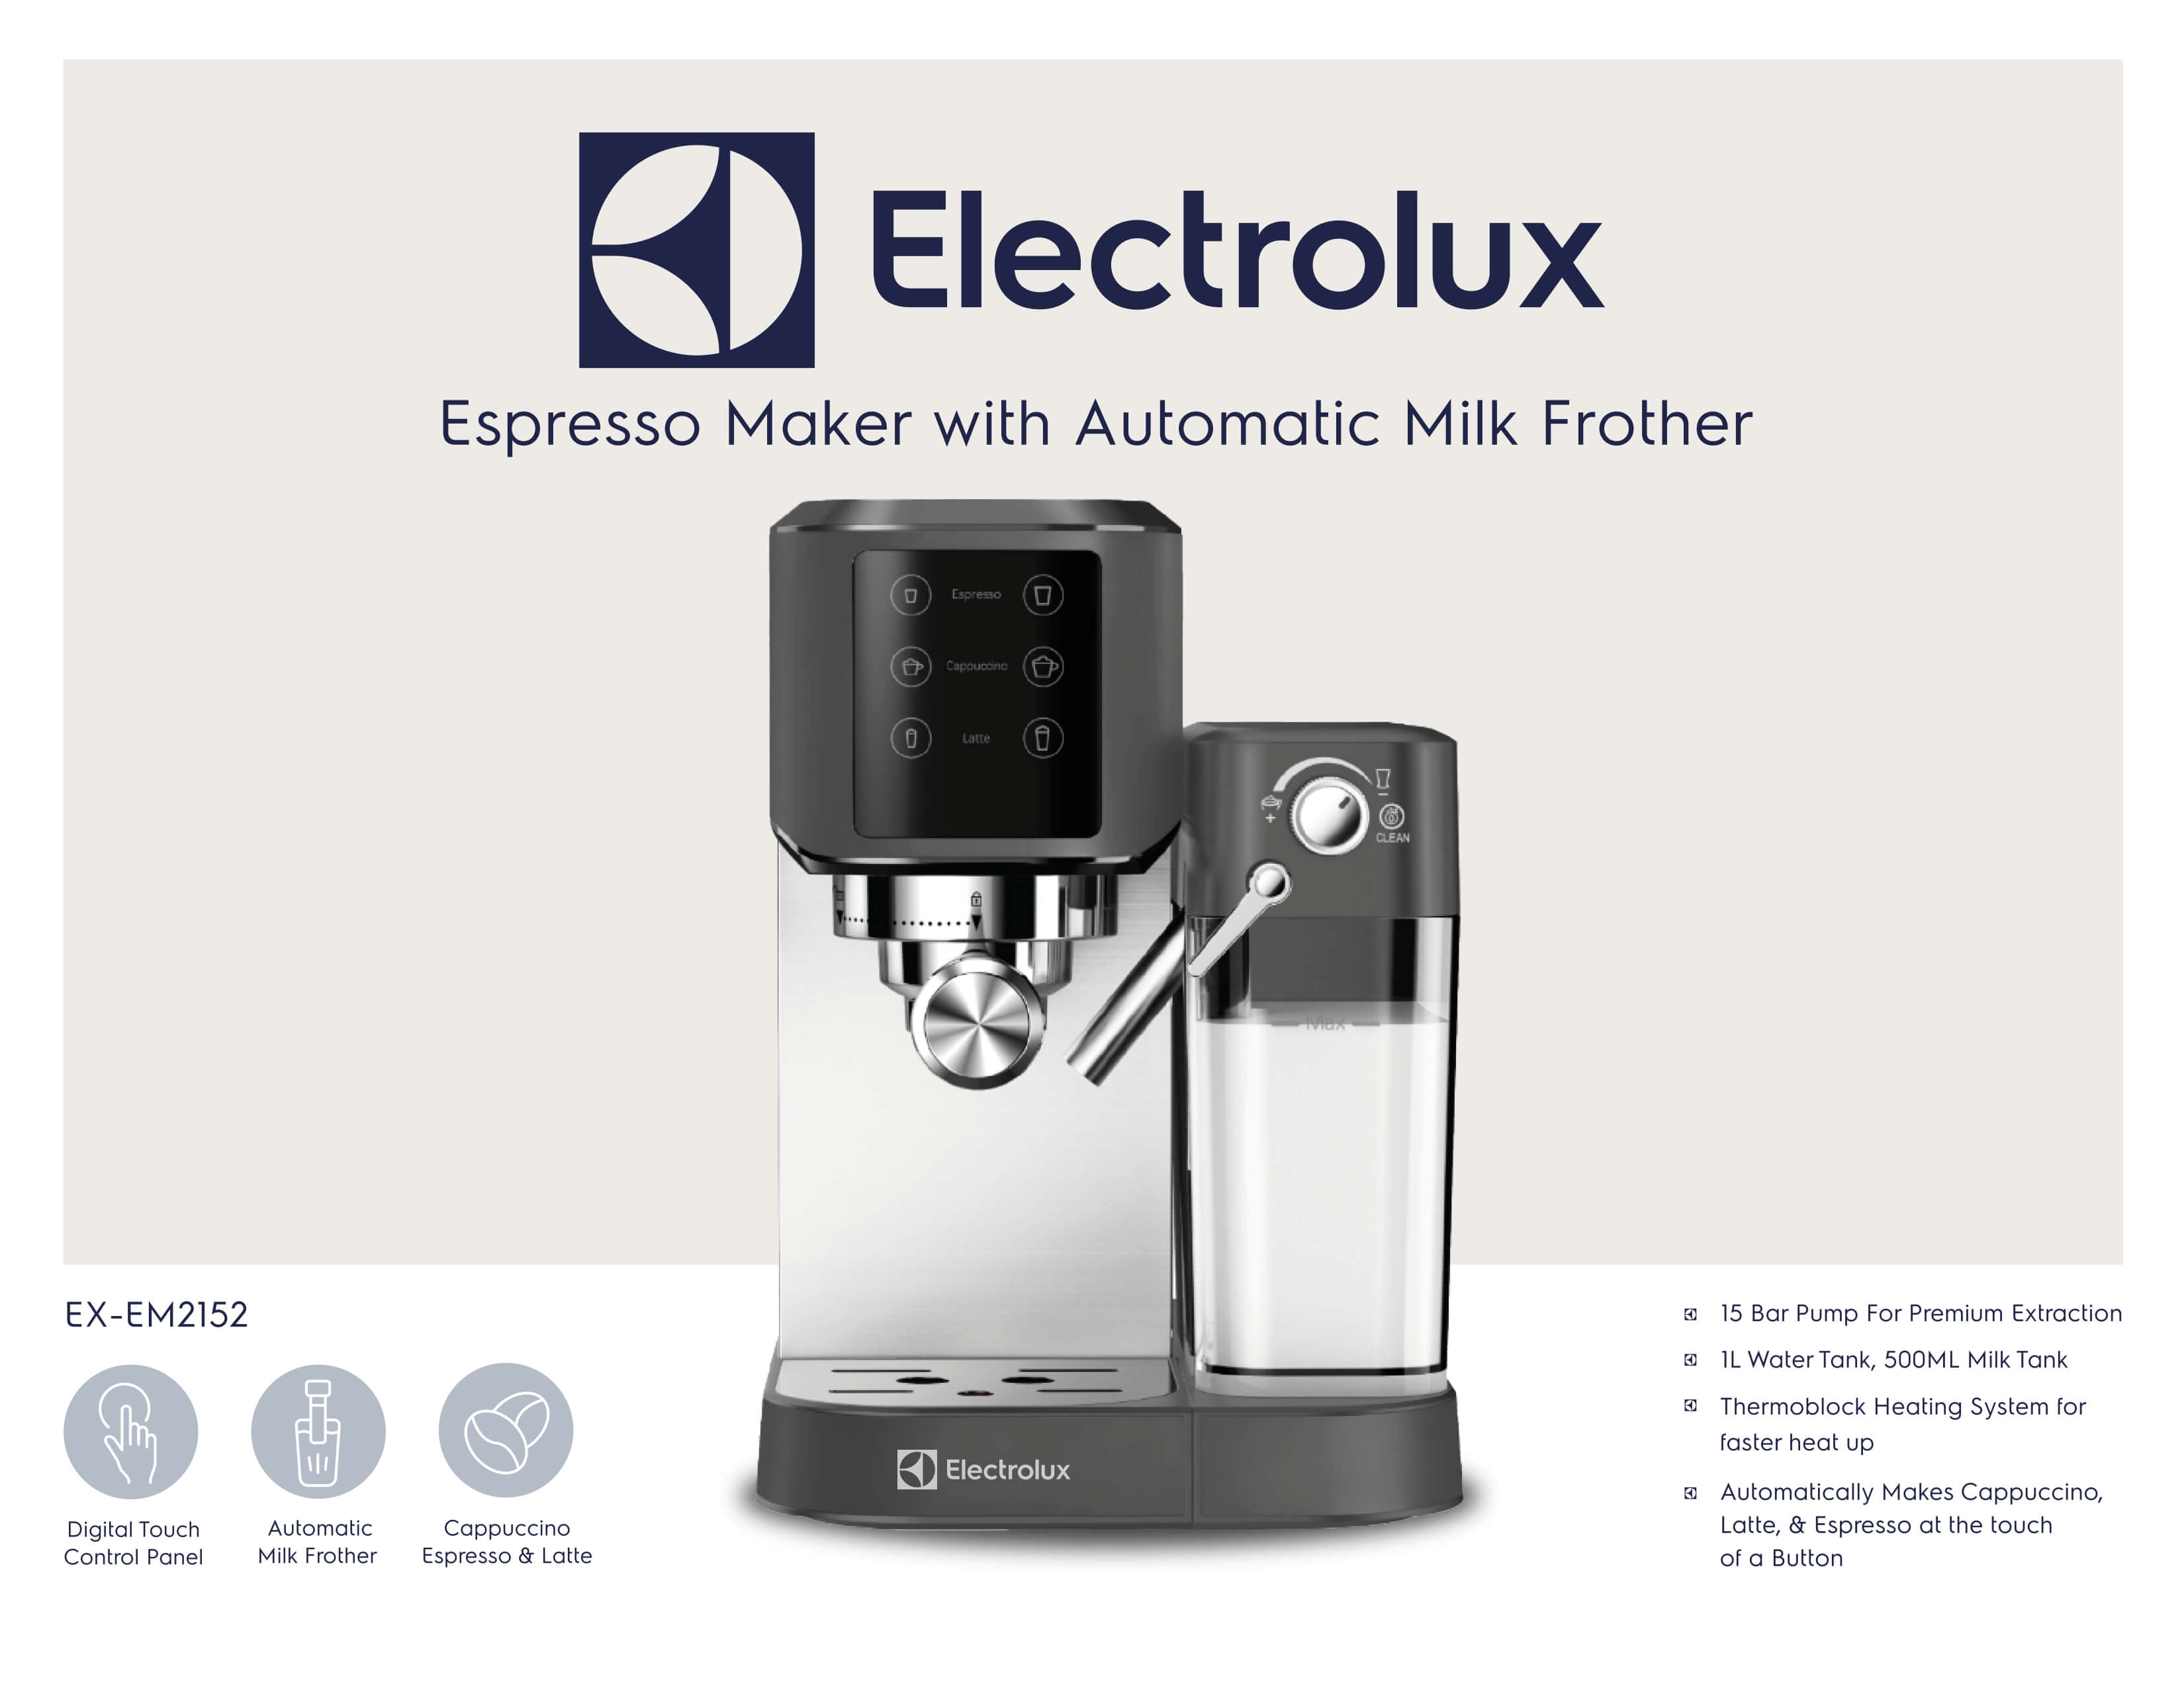 Electrolux
Espresso Maker with Automatic Milk Frother
Espresso
Cappuccino
Latte
+
-
CLEAN
Max
Electrolux
EX-EM2152
Digital Touch
Control Panel
Automatic
Milk Frother
Cappuccino
Espresso & Latte
15 Bar Pump For Premium Extraction
1L Water Tank, 500ML Milk Tank
Thermoblock Heating System for
faster heat up
Automatically Makes Cappuccino,
Latte, & Espresso at the touch
of a Button